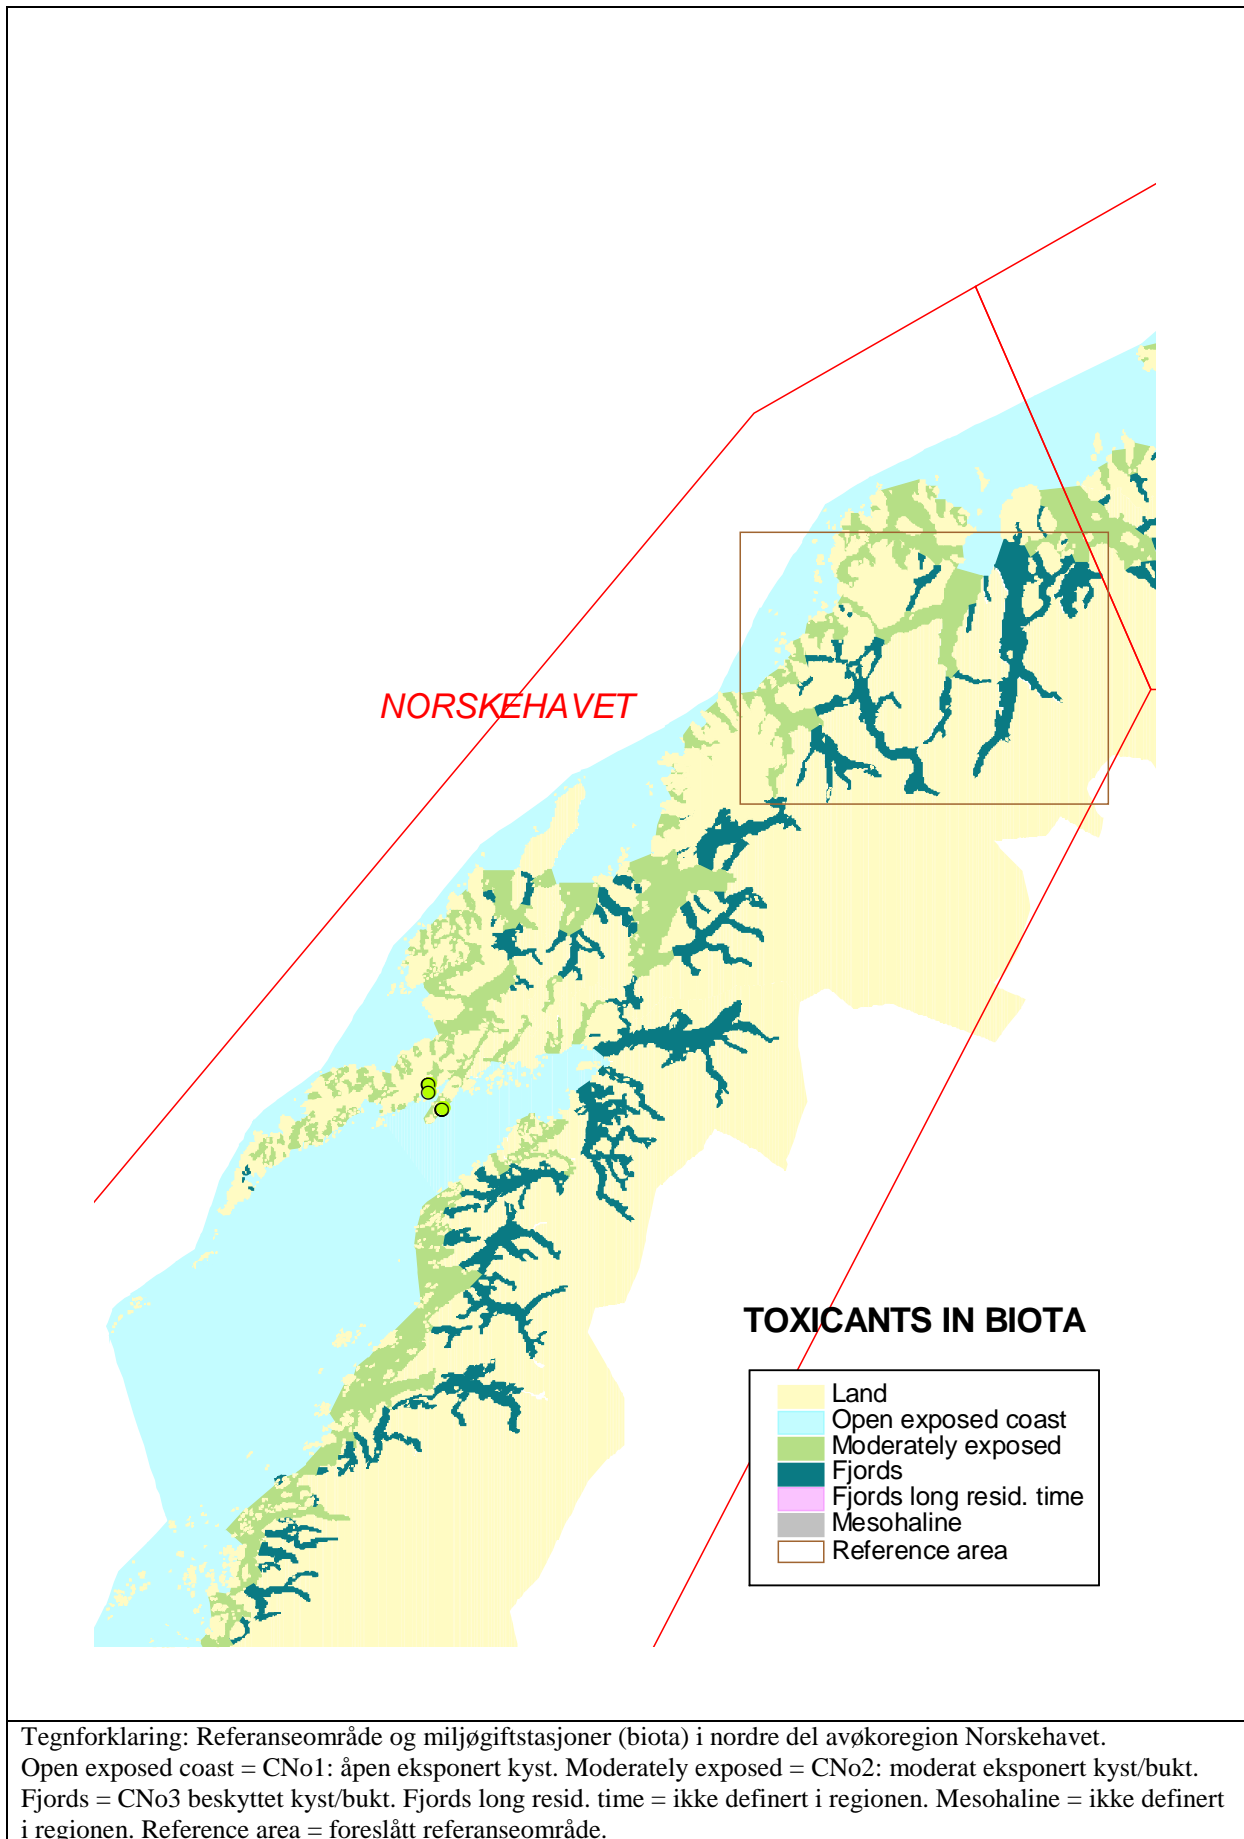 NORSKEHAVET
TOXICANTS IN BIOTA
Land
Open exposed coast
Moderately exposed
Fjords
Fjords long resid. time
Mesohaline
Reference area
Tegnforklaring: Referanseområde og miljøgiftstasjoner (biota) i nordre del avøkoregion Norskehavet.
Open exposed coast = CNo1: åpen eksponert kyst. Moderately exposed = CNo2: moderat eksponert kyst/bukt.
Fjords = CNo3 beskyttet kyst/bukt. Fjords long resid. time = ikke definert i regionen. Mesohaline = ikke definert
i regionen. Reference area = foreslått referanseområde.